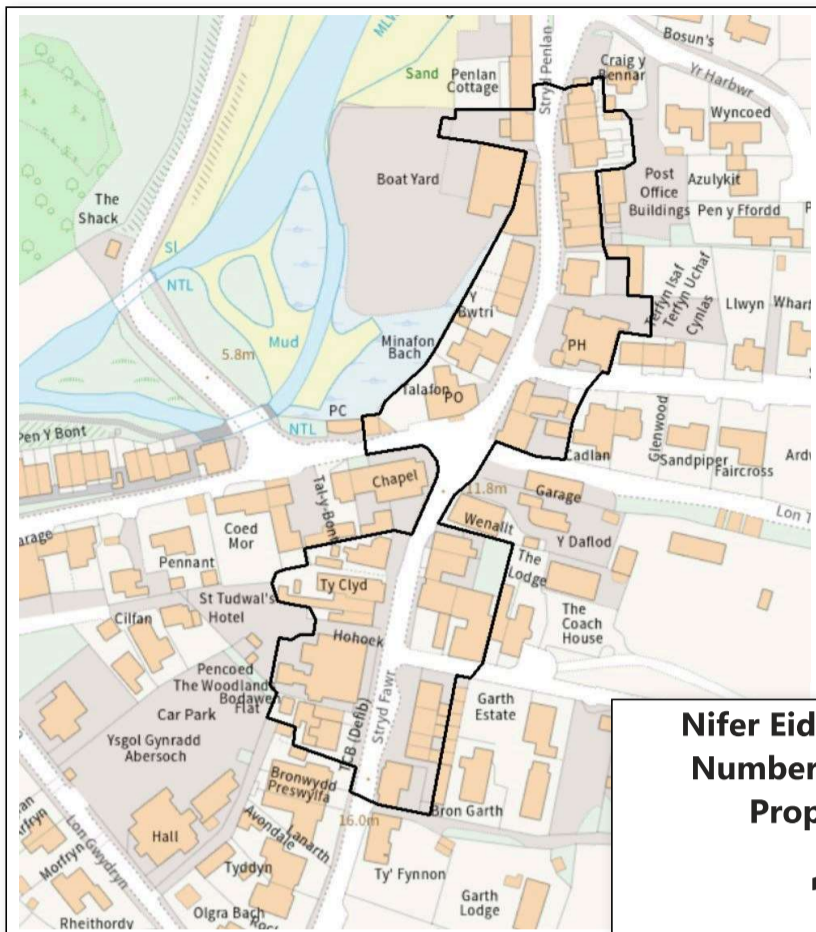 Bosun's
MLW
Sand
Penlan
Cottage
Stryd Penlan
Craig y
Bennar
Yr Harbwr
Wyncoed
Boat Yard
Post
Office
Buildings
Azulykit
Pen y Ffordd
The
Shack
Sl
NTL
Y
Bwtri
Terfyn Isaf
Terfyn Uchaf
Cynlas
Llwyn
Mud
Minafon
Bach
5.8m
PH
Talafon
PO
PC
NTL
Pen Y Bont
Cadlan
Glenwood
Sandpiper
Faircross
Chapel
11.8m
Garage
Tal-y-Bont
Wenallt
Coed
Mor
Y Daflod
Pennant
The
Lodge
Ty Clyd
St Tudwal's
Hotel
Cilfan
The
Coach
House
Hohoek
Pencoed
The Woodland
Bodawen
Flat
Car Park
Garth
Estate
TCB (Defib)
Stryd Fawr
Ysgol Gynradd
Abersoch
Bronwydd
Preswylfa
Bron Garth
16.0m
Hall
Avondale
Lanarth
Lon Gwydryn
Morfryn
Tyddyn
Ty' Fynnon
Garth
Lodge
Olgra Bach
Rheithordy
Nifer Eid
Number
Prop